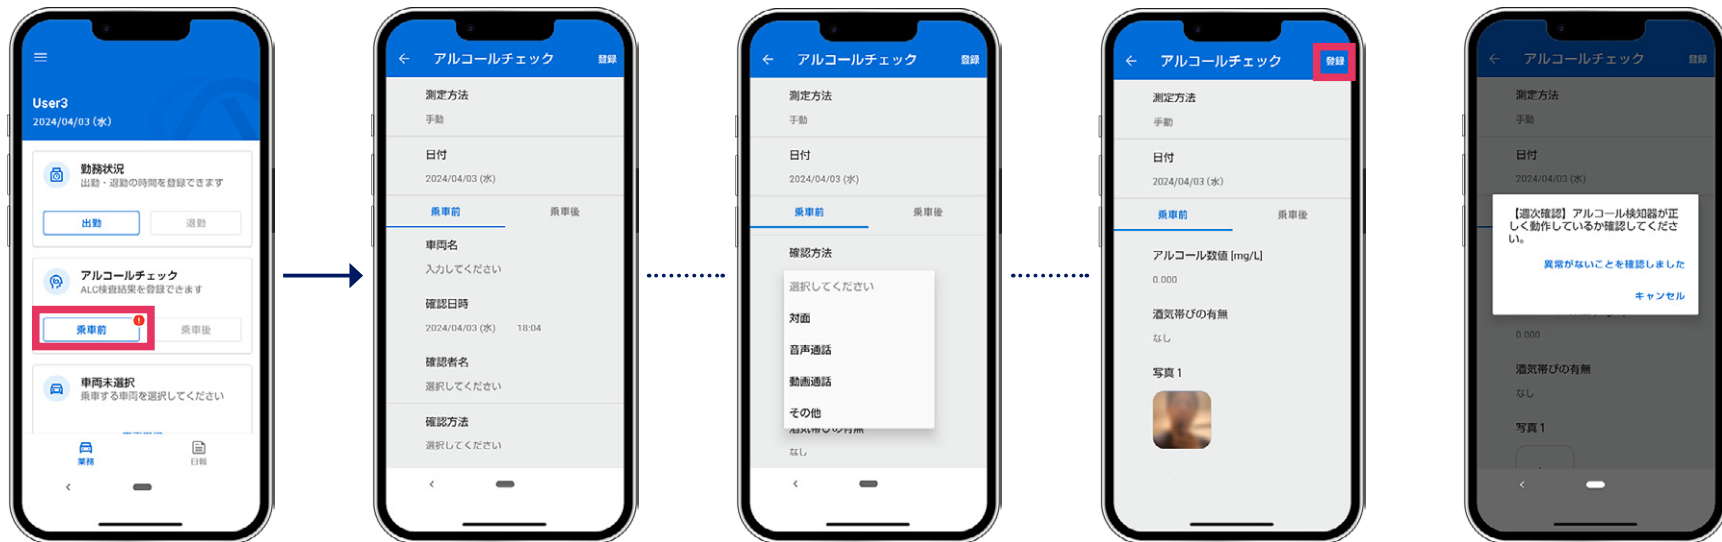 User3
2024/04/03 (水)
勤務状況
出勤・退勤の時間を登録できます
出勤
退勤
アルコールチェック
ALC検査結果を登録できます
乗車前
!
乗車後
車両未選択
乗車する車両を選択してください
業務
日報
アルコールチェック
登録
測定方法
手動
日付
2024/04/03 (水)
乗車前
乗車後
車両名
入力してください
確認日時
2024/04/03 (水)
18:04
確認者名
選択してください
確認方法
選択してください
アルコールチェック
登録
測定方法
手動
日付
2024/04/03 (水)
乗車前
乗車後
確認方法
選択してください
対面
音声通話
動画通話
その他
酒気帯びの有無
なし
アルコールチェック
登録
測定方法
手動
日付
2024/04/03 (水)
乗車前
乗車後
アルコール数値 [mg/L]
0.000
酒気帯びの有無
なし
写真 1
アルコールチェック
登録
測定方法
手動
日付
2024/04/03 (水)
【週次確認】アルコール検知器が正
しく動作しているか確認してくださ
い。
異常がないことを確認しました
キャンセル
0.000
酒気帯びの有無
なし
写真 1